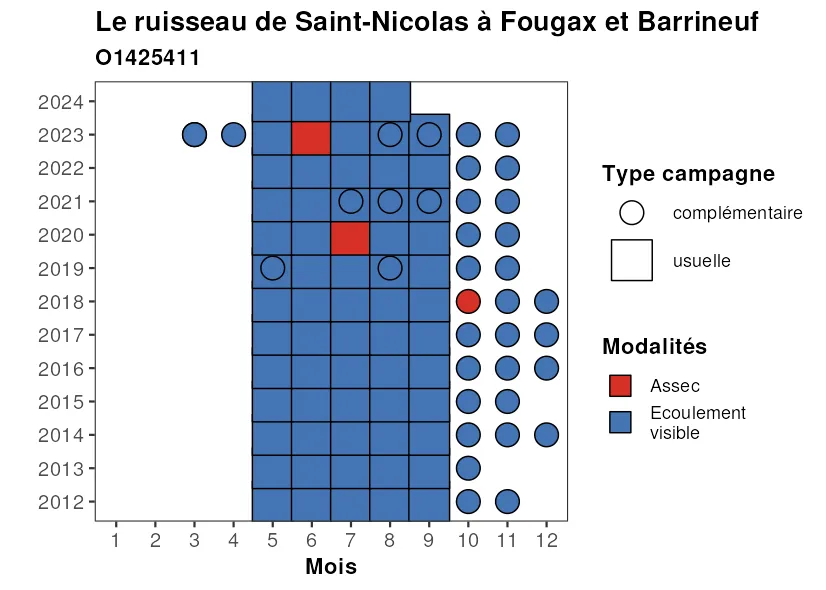 Le ruisseau de Saint-Nicolas à Fougax et Barrineuf
O1425411
2024
2023
2022
2021
2020
2019
2018
2017
2016
2015
2014
2013
2012
1 2 3 4 5 6 7 8 9 10 11 12
Mois
Type campagne
complémentaire
usuelle
Modalités
Assec
Ecoulement
visible